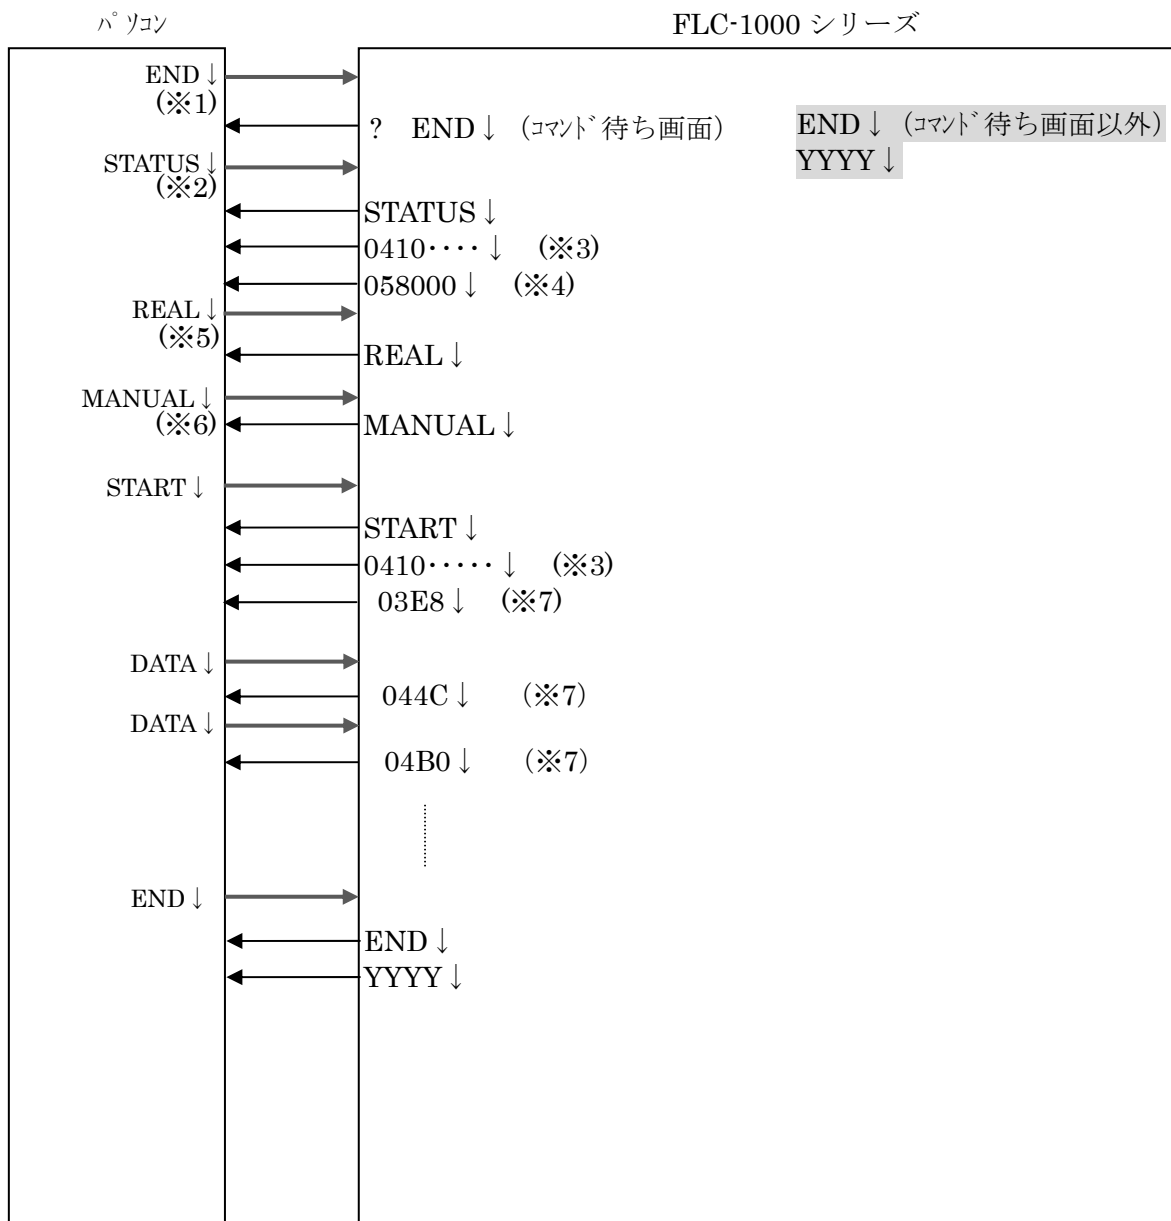 ﾊﾟｿｺﾝ
FLC-1000 シリーズ
END↓
(※1)
? END↓ (ｺﾏﾝﾄﾞ待ち画面)
END↓ (ｺﾏﾝﾄﾞ待ち画面以外)
YYYY↓
STATUS↓
(※2)
STATUS↓
0410････↓ (※3)
058000↓ (※4)
REAL↓
(※5)
REAL↓
MANUAL↓
(※6)
MANUAL↓
START↓
START↓
0410･････↓ (※3)
03E8↓ (※7)
DATA↓
044C↓ (※7)
DATA↓
04B0↓ (※7)
END↓
END↓
YYYY↓